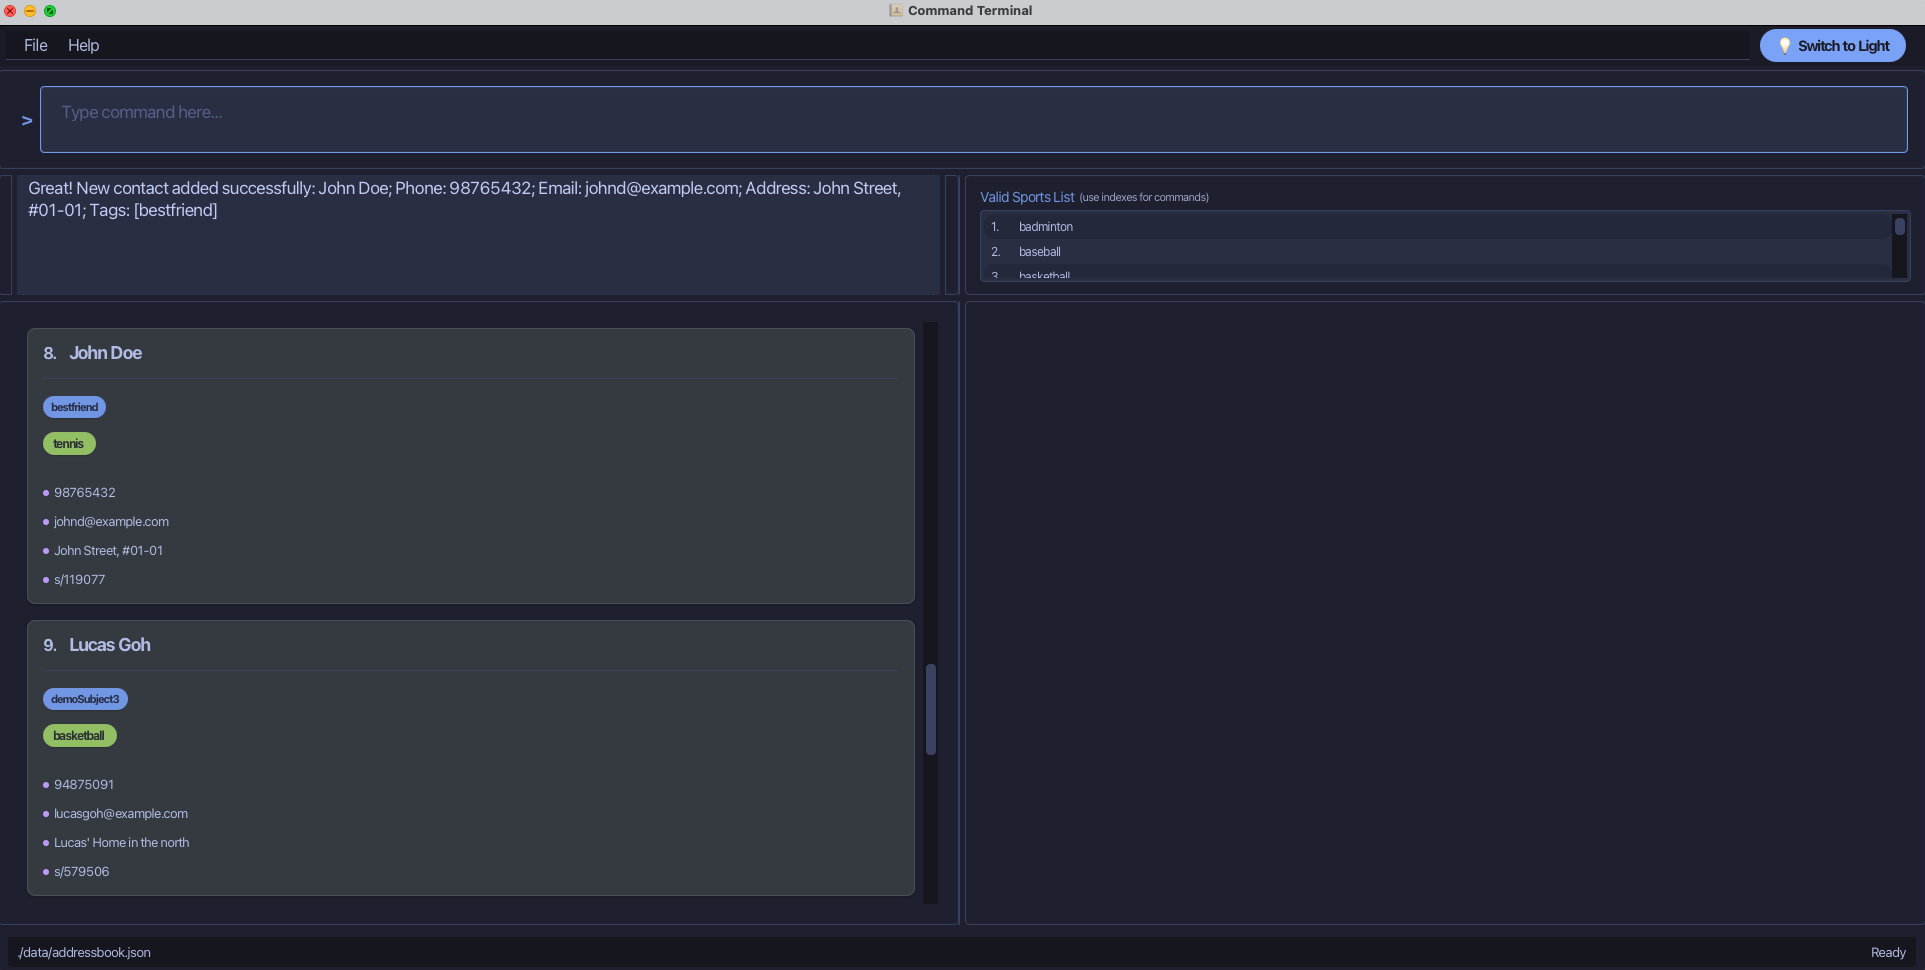 Command Terminal
File Help
Switch to Light
>
Type command here...
Great! New contact added successfully: John Doe; Phone: 98765432; Email: johnd@example.com; Address: John Street,
#01-01; Tags: [bestfriend]
Valid Sports List (use indexes for commands)
1. badminton
2. baseball
3. basketball
8. John Doe
bestfriend
tennis
98765432
johnd@example.com
John Street, #01-01
s/119077
9. Lucas Goh
demoSubject3
basketball
94875091
lucasgoh@example.com
Lucas' Home in the north
s/579506
./data/addressbook.json
Ready